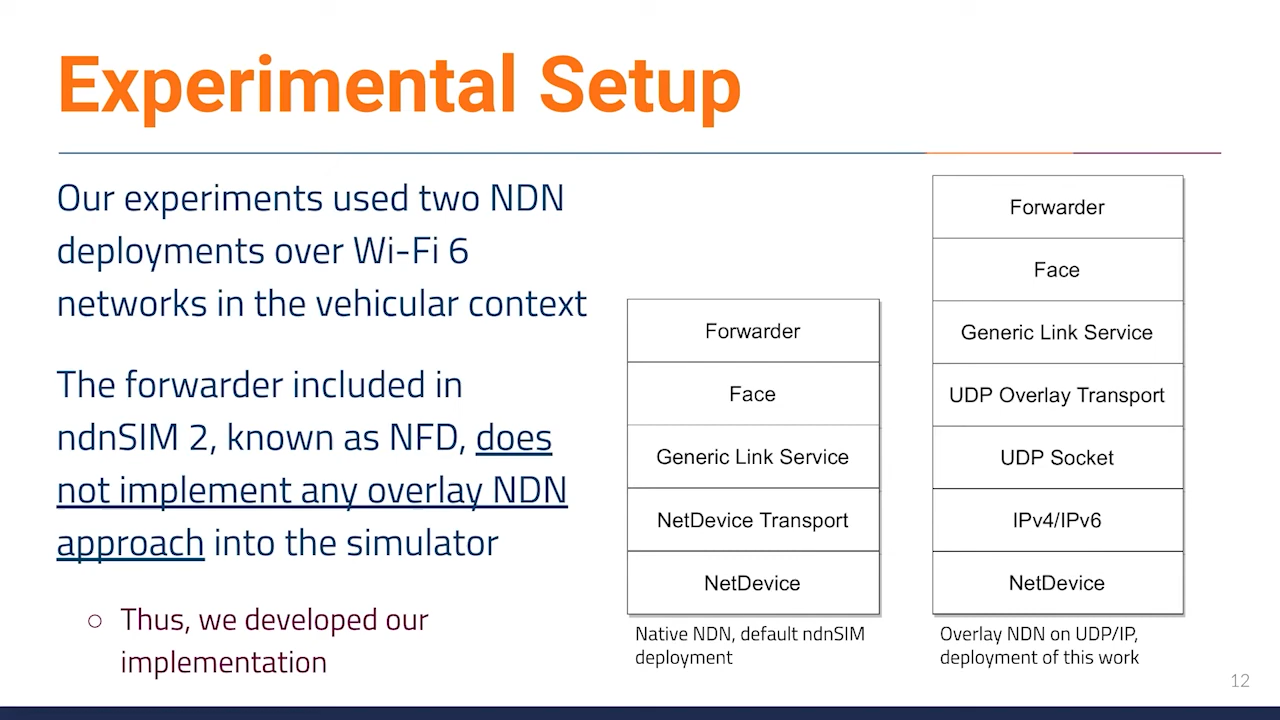 Experimental Setup
Our experiments used two NDN
deployments over Wi-Fi 6
networks in the vehicular context
The forwarder included in
ndnSIM 2, known as NFD, does
not implement any overlay NDN
approach into the simulator
○ Thus, we developed our
implementation
Forwarder
Face
Generic Link Service
NetDevice Transport
NetDevice
Native NDN, default ndnSIM
deployment
Forwarder
Face
Generic Link Service
UDP Overlay Transport
UDP Socket
IPv4/IPv6
NetDevice
Overlay NDN on UDP/IP,
deployment of this work
12